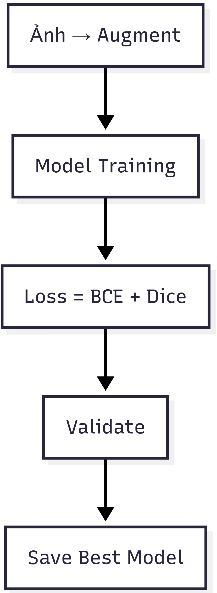 Ảnh → Augment
Model Training
Loss = BCE + Dice
Validate
Save Best Model